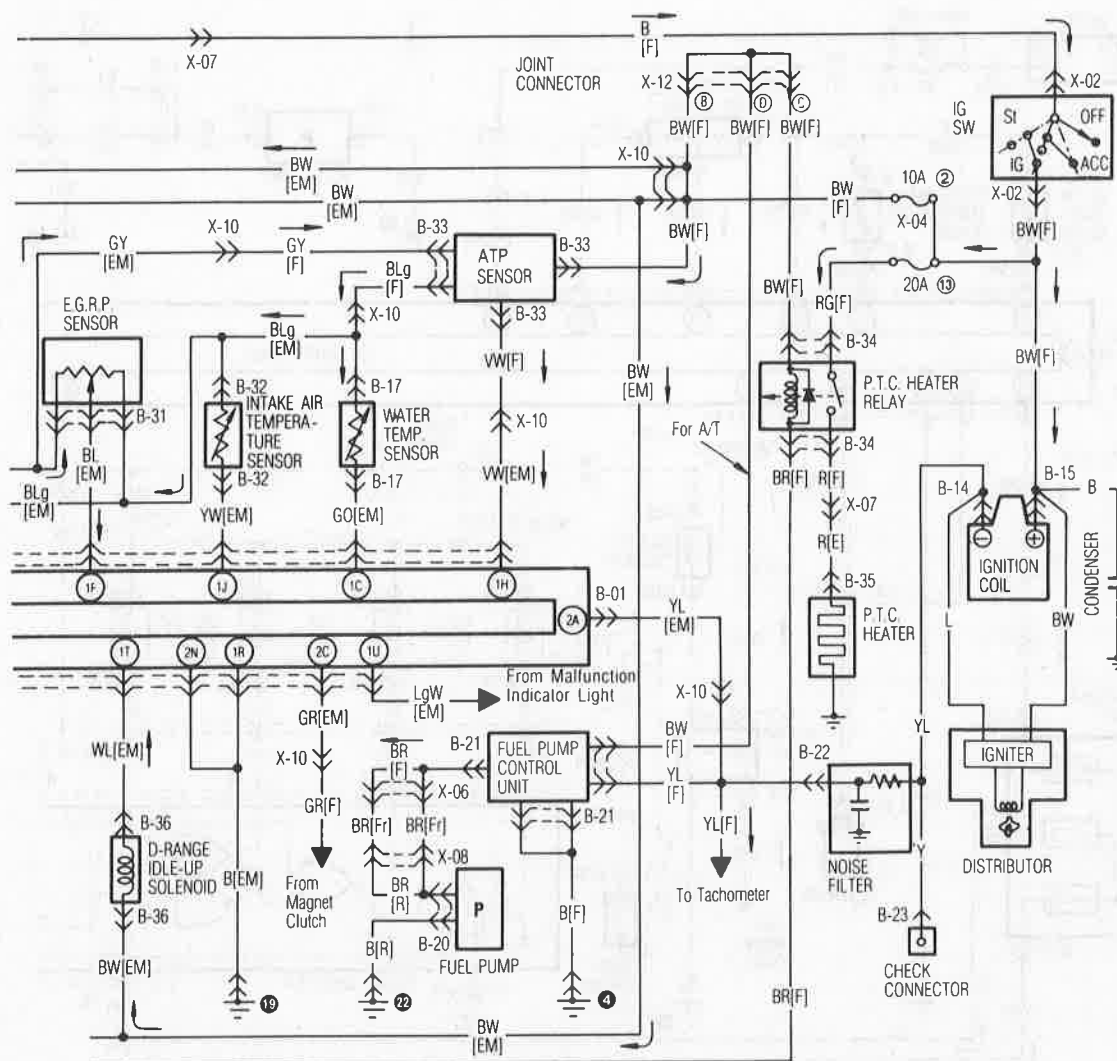 B
[F]
X-07
JOINT
CONNECTOR
X-12
B
D
C
BW[F]
BW[F]
BW[F]
X-02
IG
SW
St
OFF
IG
ACC
X-02
BW[F]
X-10
BW
[EM]
BW
[EM]
BW
[F]
10A 2
X-04
20A 13
BW[F]
GY
[EM]
X-10
GY
[F]
B-33
ATP
SENSOR
B-33
BLg
[F]
X-10
B-33
BLg
[EM]
E.G.R.P.
SENSOR
B-31
BL
[EM]
BLg
[EM]
B-32
INTAKE AIR
TEMPERA-
TURE
SENSOR
B-32
YW[EM]
B-17
WATER
TEMP.
SENSOR
B-17
GO[EM]
VW[F]
X-10
VW[EM]
BW
[EM]
BW[F]
RG[F]
B-34
P.T.C. HEATER
RELAY
B-34
For A/T
BR[F]
R[F]
X-07
R[E]
B-35
P.T.C.
HEATER
BW[F]
B-14
B-15
B
IGNITION
COIL
CONDENSER
L
BW
1F
1J
1C
1H
B-01
2A
YL
[EM]
1T
2N
1R
2C
1U
From Malfunction
Indicator Light
LgW
[EM]
X-10
GR[EM]
X-10
GR[F]
From
Magnet
Clutch
WL[EM]
B-36
D-RANGE
IDLE-UP
SOLENOID
B-36
BW[EM]
B[EM]
19
BR
[F]
B-21
FUEL PUMP
CONTROL
UNIT
B-21
X-06
BR[Fr]
BR[Fr]
X-08
BR
[R]
P
B-20
FUEL PUMP
B[R]
22
B[F]
4
BW
[F]
YL
[F]
YL[F]
To Tachometer
B-22
NOISE
FILTER
YL
Y
B-23
CHECK
CONNECTOR
IGNITER
DISTRIBUTOR
BR[F]
BW
[EM]